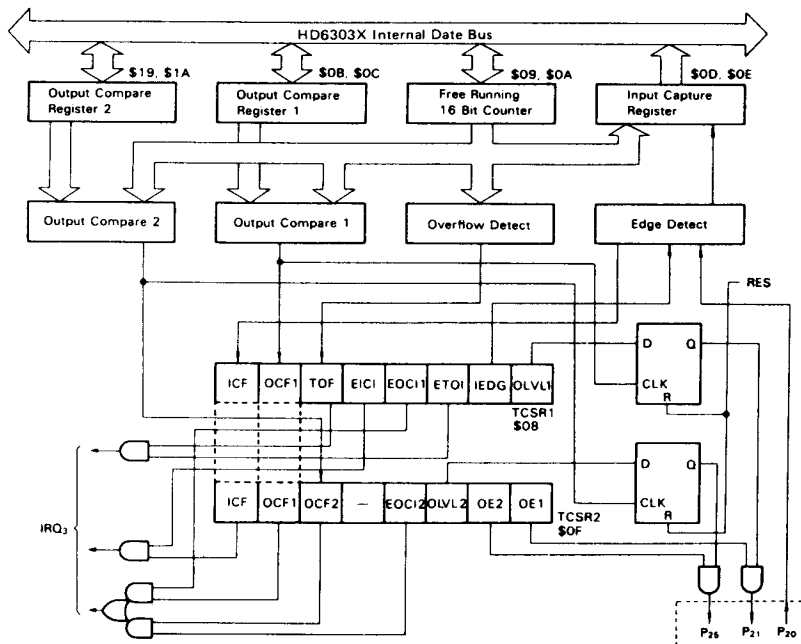 HD6303X Internal Date Bus
$19, $1A
$0B, $0C
$09, $0A
$0D, $0E
Output Compare
Register 2
Output Compare
Register 1
Free Running
16 Bit Counter
Input Capture
Register
Output Compare 2
Output Compare 1
Overflow Detect
Edge Detect
RES
D Q
CLK
R
ICF OCF1 TOF EICI EOCI1 ETOI IEDG OLVL1
TCSR1
$08
D Q
CLK
R
ICF OCF1 OCF2 — EOCI2 OLVL2 OE2 OE1
TCSR2
$0F
IRQ3
P25 P21 P20